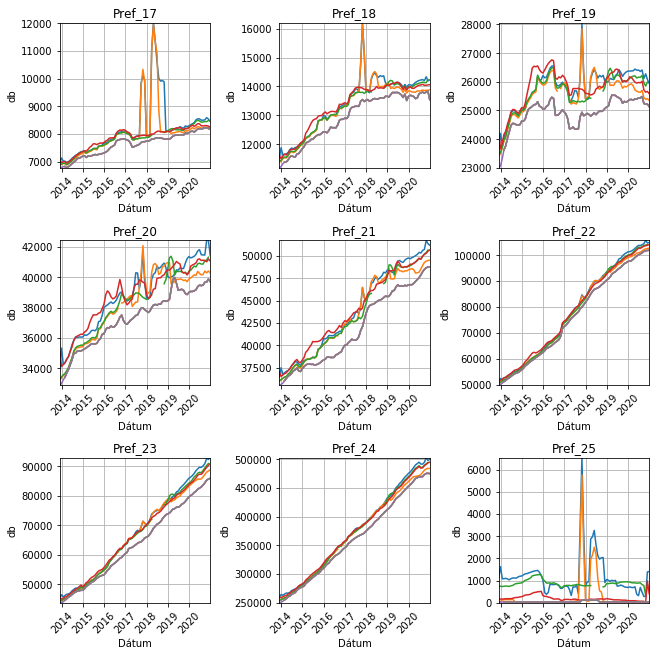 Pref_17 Pref_18 Pref_19
12000
11000
10000
9000
8000
7000
db
2014 2015 2016 2017 2018 2019 2020
Dátum
16000
15000
14000
13000
12000
db
2014 2015 2016 2017 2018 2019 2020
Dátum
28000
27000
26000
25000
24000
23000
db
2014 2015 2016 2017 2018 2019 2020
Dátum
Pref_20 Pref_21 Pref_22
42000
40000
38000
36000
34000
db
2014 2015 2016 2017 2018 2019 2020
Dátum
50000
47500
45000
42500
40000
37500
db
2014 2015 2016 2017 2018 2019 2020
Dátum
100000
90000
80000
70000
60000
50000
db
2014 2015 2016 2017 2018 2019 2020
Dátum
Pref_23 Pref_24 Pref_25
90000
80000
70000
60000
50000
db
2014 2015 2016 2017 2018 2019 2020
Dátum
500000
450000
400000
350000
300000
250000
db
2014 2015 2016 2017 2018 2019 2020
Dátum
6000
5000
4000
3000
2000
1000
0
db
2014 2015 2016 2017 2018 2019 2020
Dátum